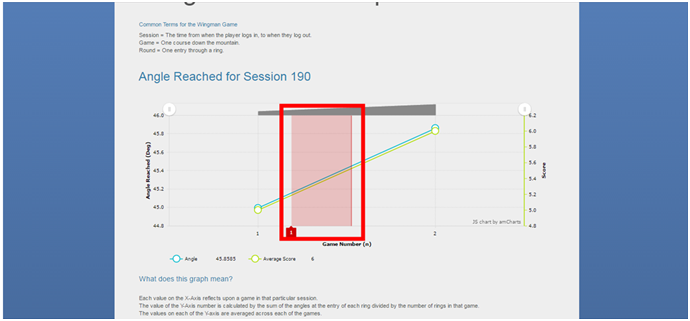 Common Terms for the Wingman Game
Session = The time from when the player logs in, to when they log out.
Game = One course down the mountain.
Round = One entry through a ring.
Angle Reached for Session 190
46.0
45.8
45.6
45.4
45.2
45.0
44.8
Angle Reached (Deg)
6.2
6.0
5.8
5.6
5.4
5.2
5.0
4.8
Score
JS chart by amCharts
1
1
2
Game Number (n)
Angle 45.8585 Average Score 6
What does this graph mean?
Each value on the X-Axis reflects upon a game in that particular session.
The value of the Y-Axis number is calculated by the sum of the angles at the entry of each ring divided by the number of rings in that game.
The values on each of the Y-axis are averaged across each of the games.